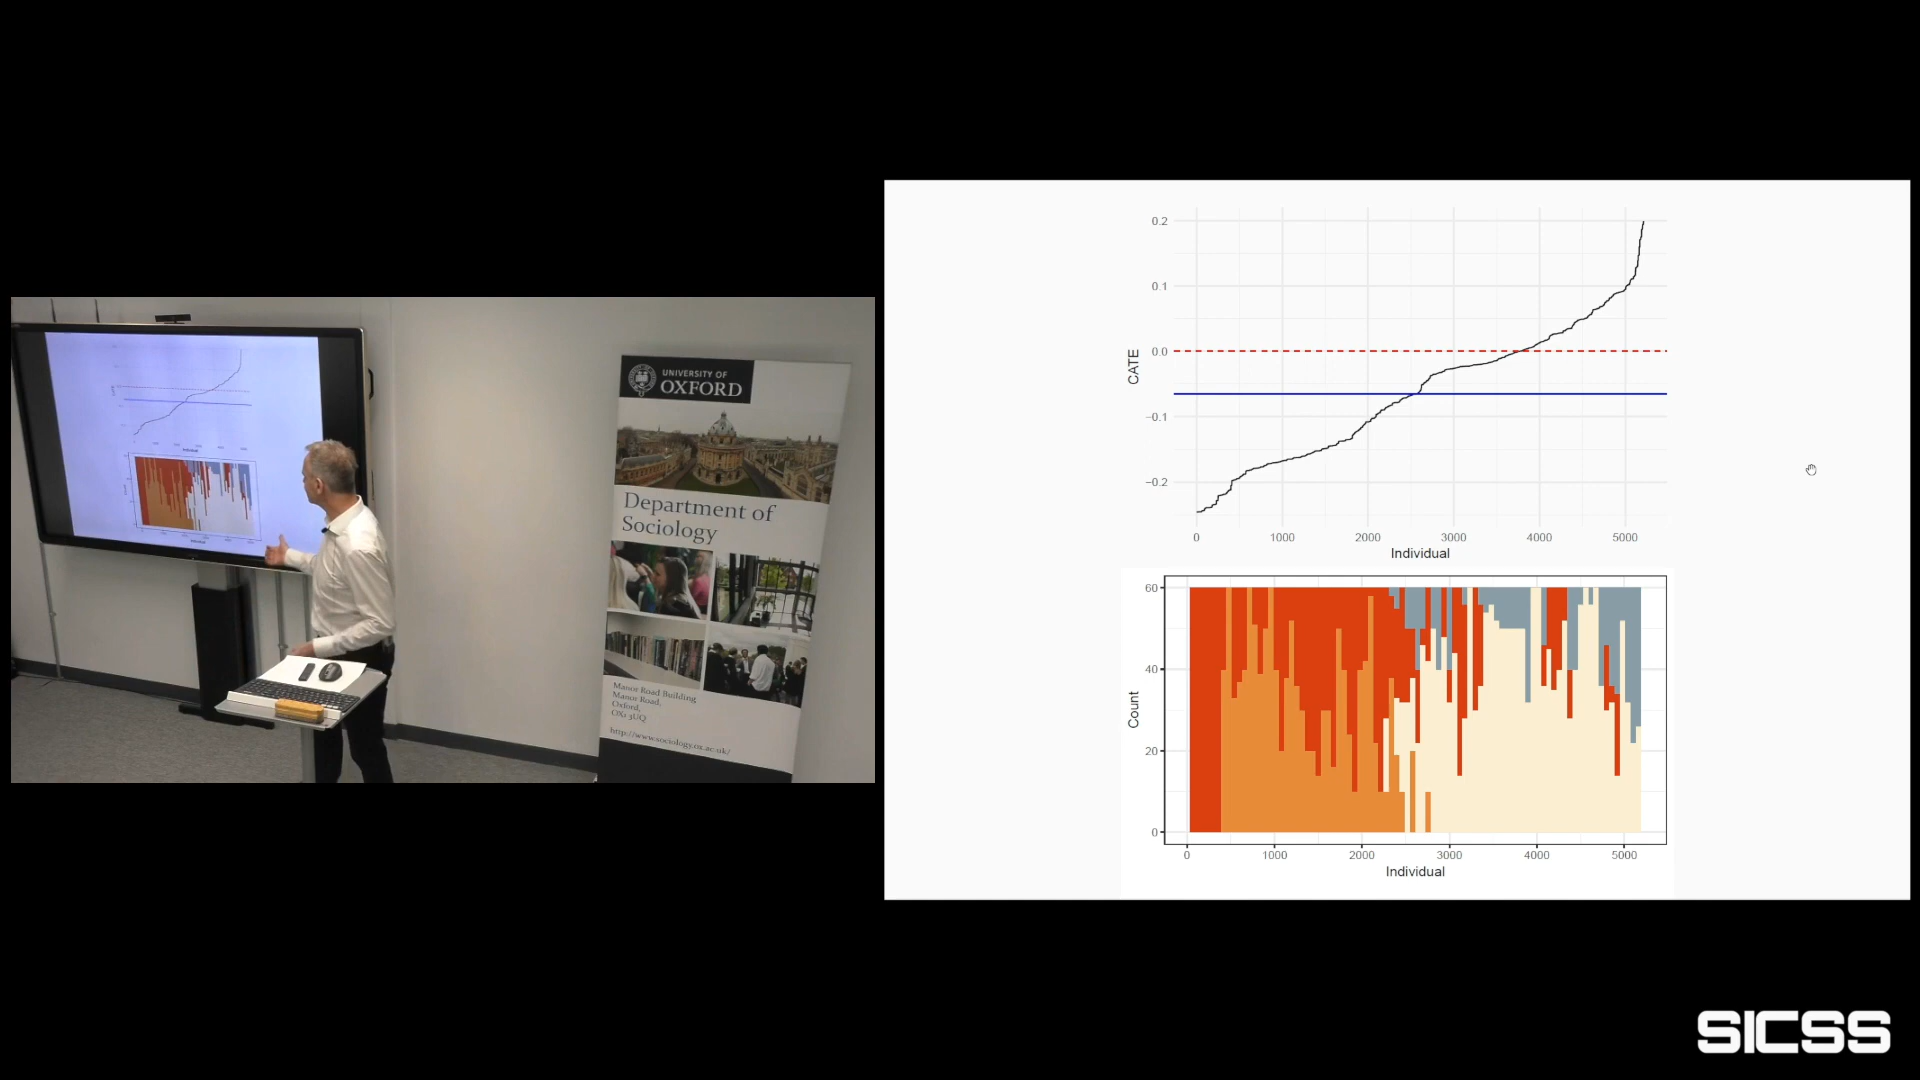 UNIVERSITY OF
OXFORD
Department of
Sociology
Manor Road Building
Manor Road,
Oxford,
OX1 3UQ
http://www.sociology.ox.ac.uk/
0.2
0.1
0.0
−0.1
−0.2
CATE
0 1000 2000 3000 4000 5000
Individual
60
40
20
0
Count
0 1000 2000 3000 4000 5000
Individual
SICSS